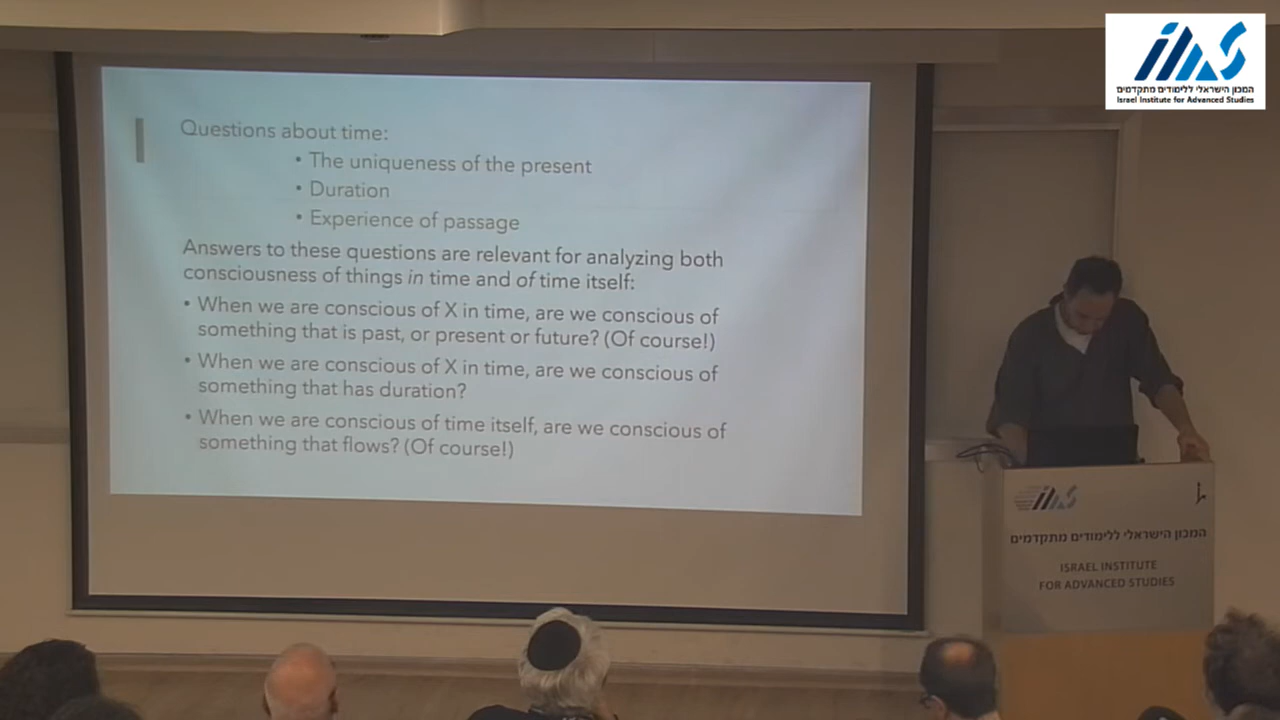 Questions about time:
• The uniqueness of the present
• Duration
• Experience of passage
Answers to these questions are relevant for analyzing both
consciousness of things in time and of time itself:
• When we are conscious of X in time, are we conscious of
something that is past, or present or future? (Of course!)
• When we are conscious of X in time, are we conscious of
something that has duration?
• When we are conscious of time itself, are we conscious of
something that flows? (Of course!)
IIAS
המכון הישראלי ללימודים מתקדמים
Israel Institute for Advanced Studies
IIAS
המכון הישראלי ללימודים מתקדמים
ISRAEL INSTITUTE
FOR ADVANCED STUDIES